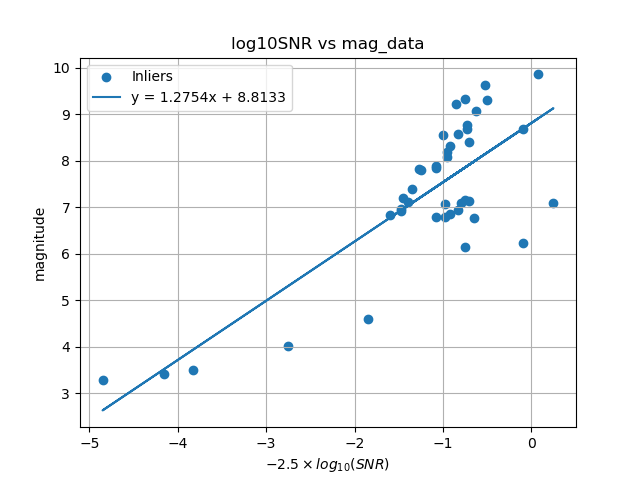 log10SNR vs mag_data
Inliers
y = 1.2754x + 8.8133
10
9
8
7
6
5
4
3
magnitude
−5 −4 −3 −2 −1 0
−2.5 × log₁₀(SNR)